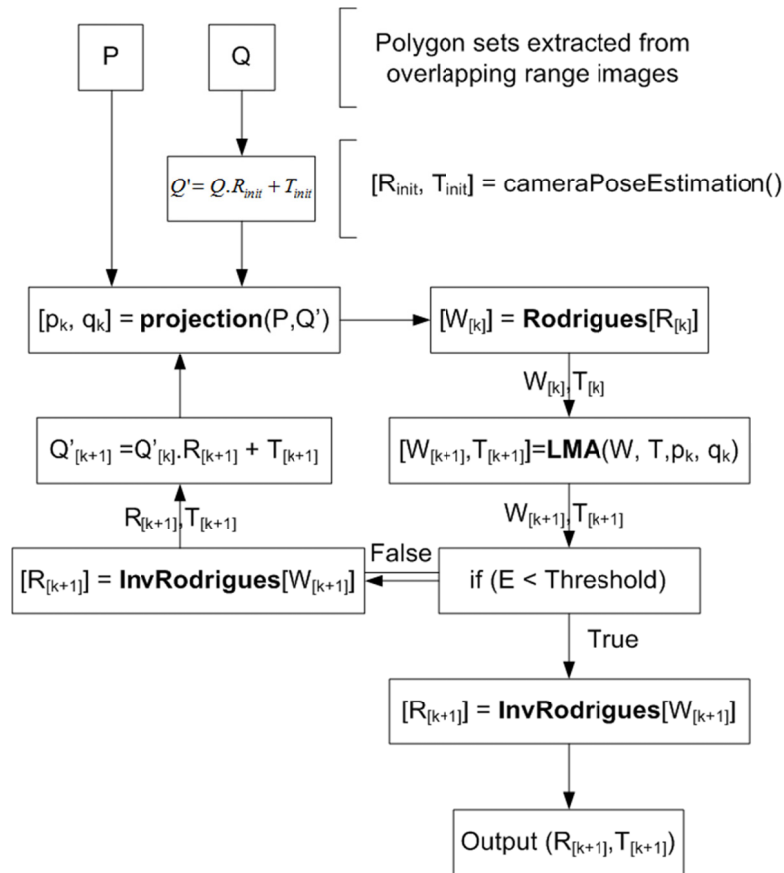 P
Q
Polygon sets extracted from
overlapping range images
Q'= Q.R_init + T_init
[R_init, T_init] = cameraPoseEstimation()
[p_k, q_k] = projection(P,Q’)
[W_[k]] = Rodrigues[R_[k]]
W_[k],T_[k]
Q’_[k+1] =Q’_[k].R_[k+1] + T_[k+1]
[W_[k+1],T_[k+1]]=LMA(W, T,p_k, q_k)
R_[k+1],T_[k+1]
W_[k+1],T_[k+1]
False
[R_[k+1]] = InvRodrigues[W_[k+1]]
if (E < Threshold)
True
[R_[k+1]] = InvRodrigues[W_[k+1]]
Output (R_[k+1],T_[k+1])